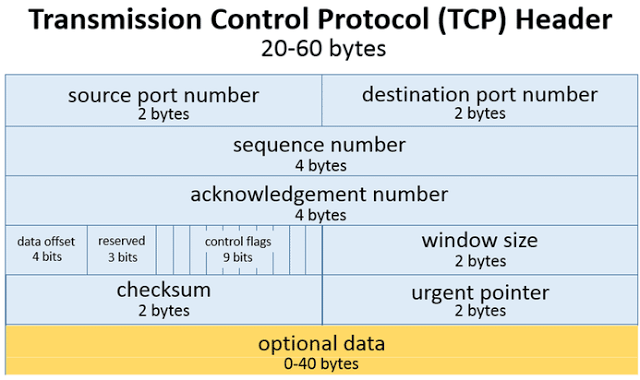 Transmission Control Protocol (TCP) Header
20-60 bytes
source port number
2 bytes
destination port number
2 bytes
sequence number
4 bytes
acknowledgement number
4 bytes
data offset
4 bits
reserved
3 bits
control flags
9 bits
window size
2 bytes
checksum
2 bytes
urgent pointer
2 bytes
optional data
0-40 bytes